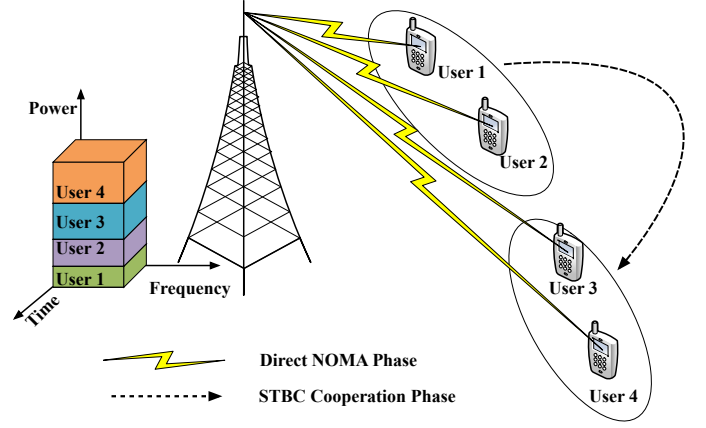 User 1
Power
User 2
User 4
User 3
User 2
User 1
Frequency
Time
User 3
Direct NOMA Phase
User 4
STBC Cooperation Phase